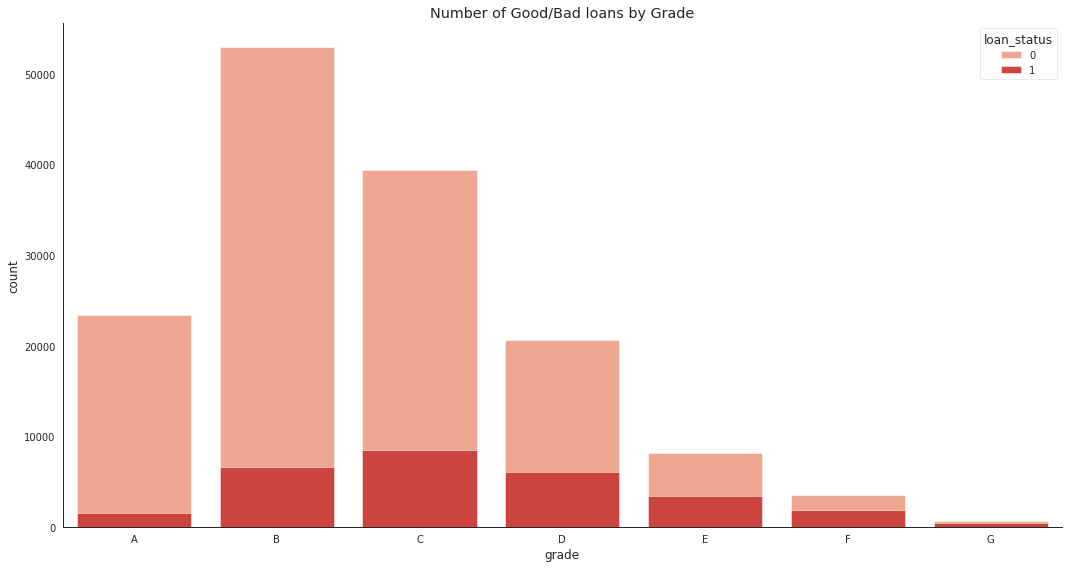 Number of Good/Bad loans by Grade
loan_status
0
1
50000
40000
30000
20000
10000
0
count
A B C D E F G
grade